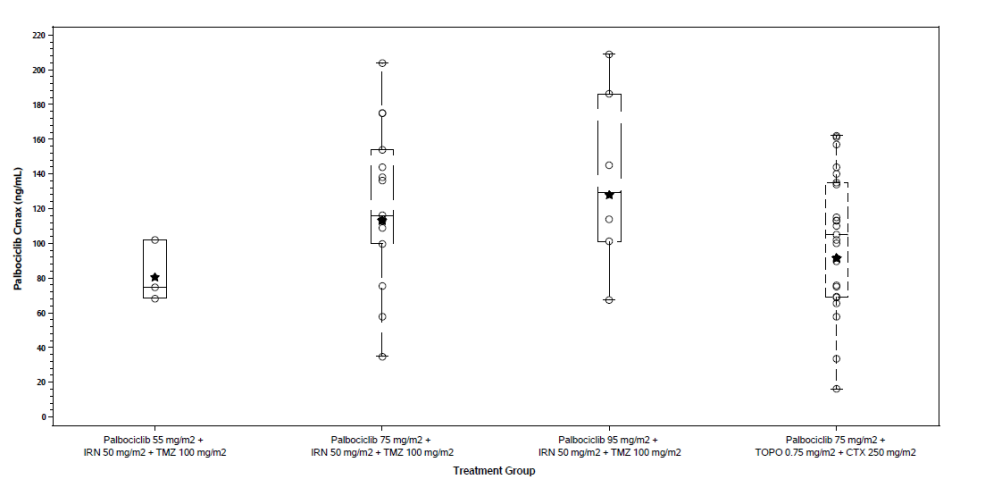 220
200
180
160
140
120
100
80
60
40
20
0
Palbociclib Cmax (ng/mL)
Palbociclib 55 mg/m2 +
IRN 50 mg/m2 + TMZ 100 mg/m2
Palbociclib 75 mg/m2 +
IRN 50 mg/m2 + TMZ 100 mg/m2
Palbociclib 95 mg/m2 +
IRN 50 mg/m2 + TMZ 100 mg/m2
Palbociclib 75 mg/m2 +
TOPO 0.75 mg/m2 + CTX 250 mg/m2
Treatment Group